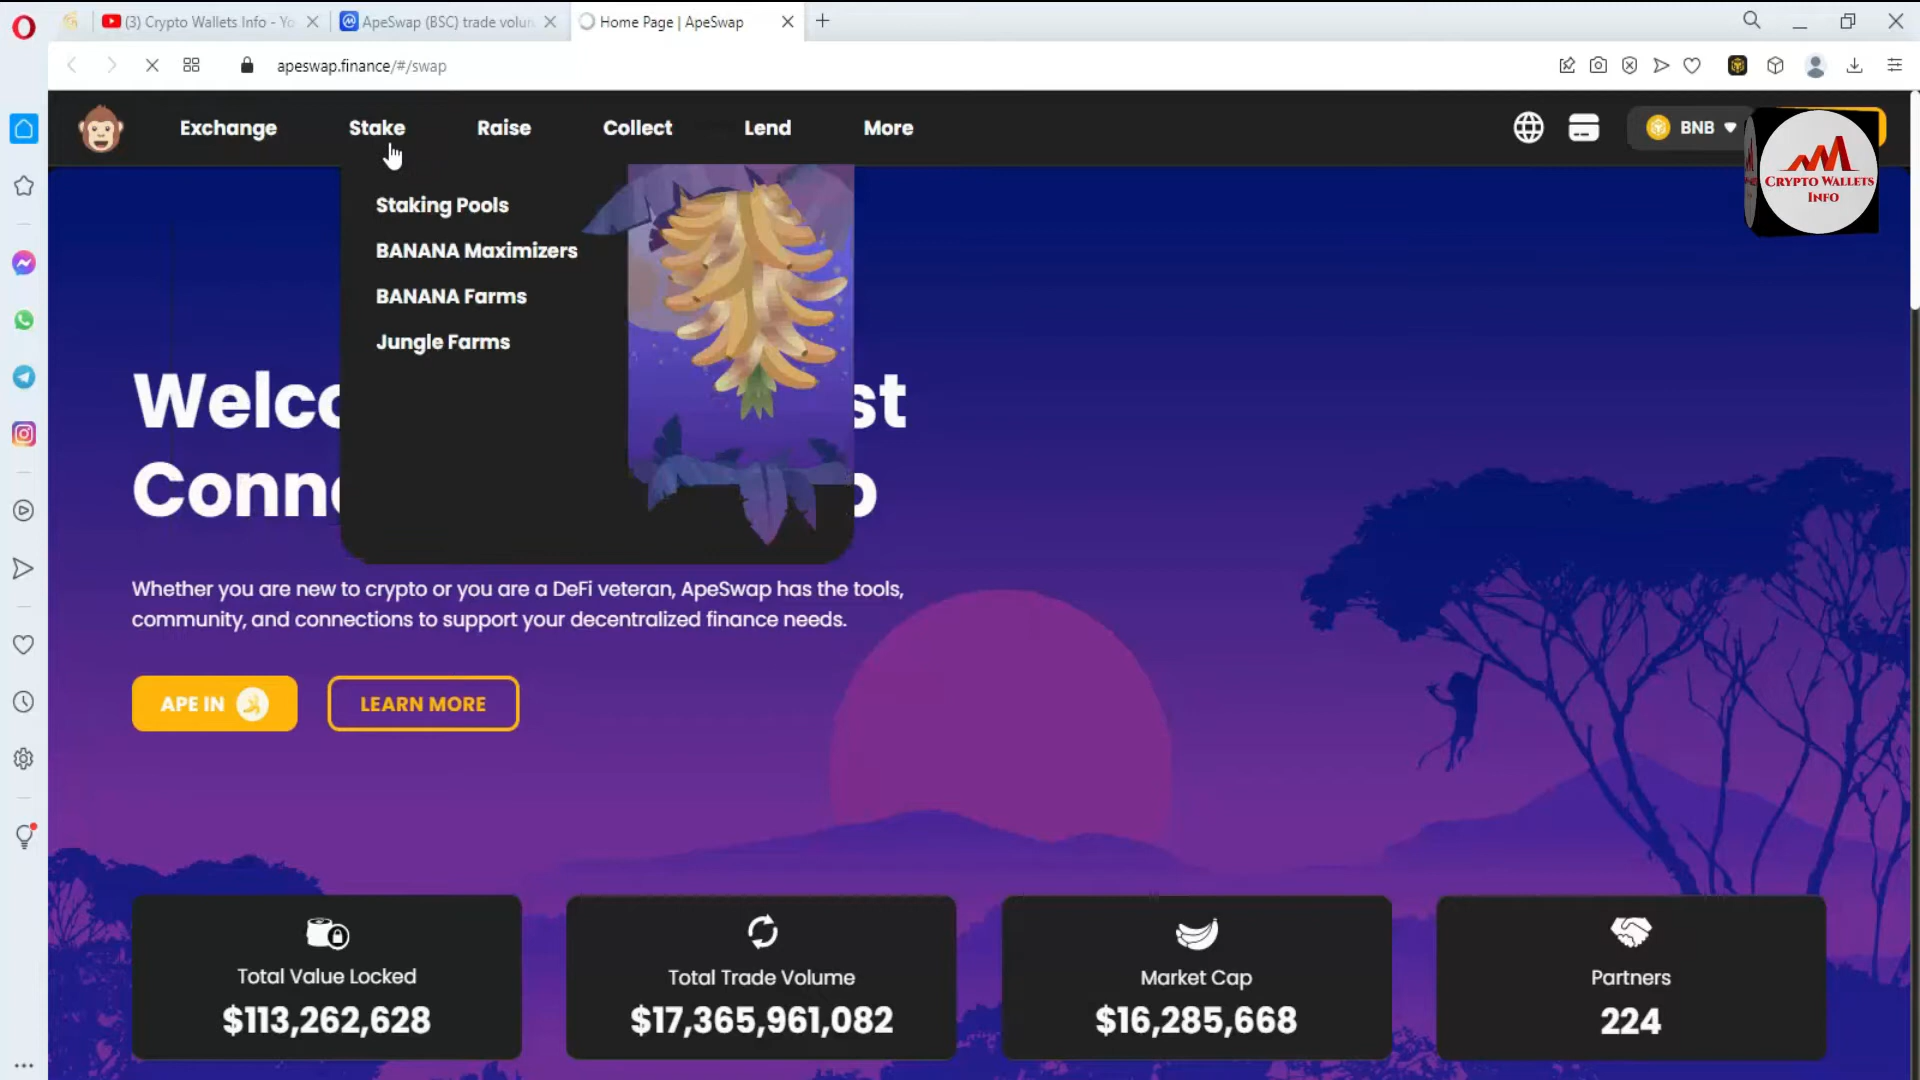 (3) Crypto Wallets Info - Yo
ApeSwap (BSC) trade volun
Home Page | ApeSwap
apeswap.finance/#/swap
Exchange
Stake
Raise
Collect
Lend
More
BNB
CRYPTO WALLETS
INFO
Staking Pools
BANANA Maximizers
BANANA Farms
Jungle Farms
Welco
st
Conn
Whether you are new to crypto or you are a DeFi veteran, ApeSwap has the tools,
community, and connections to support your decentralized finance needs.
APE IN
LEARN MORE
Total Value Locked
$113,262,628
Total Trade Volume
$17,365,961,082
Market Cap
$16,285,668
Partners
224